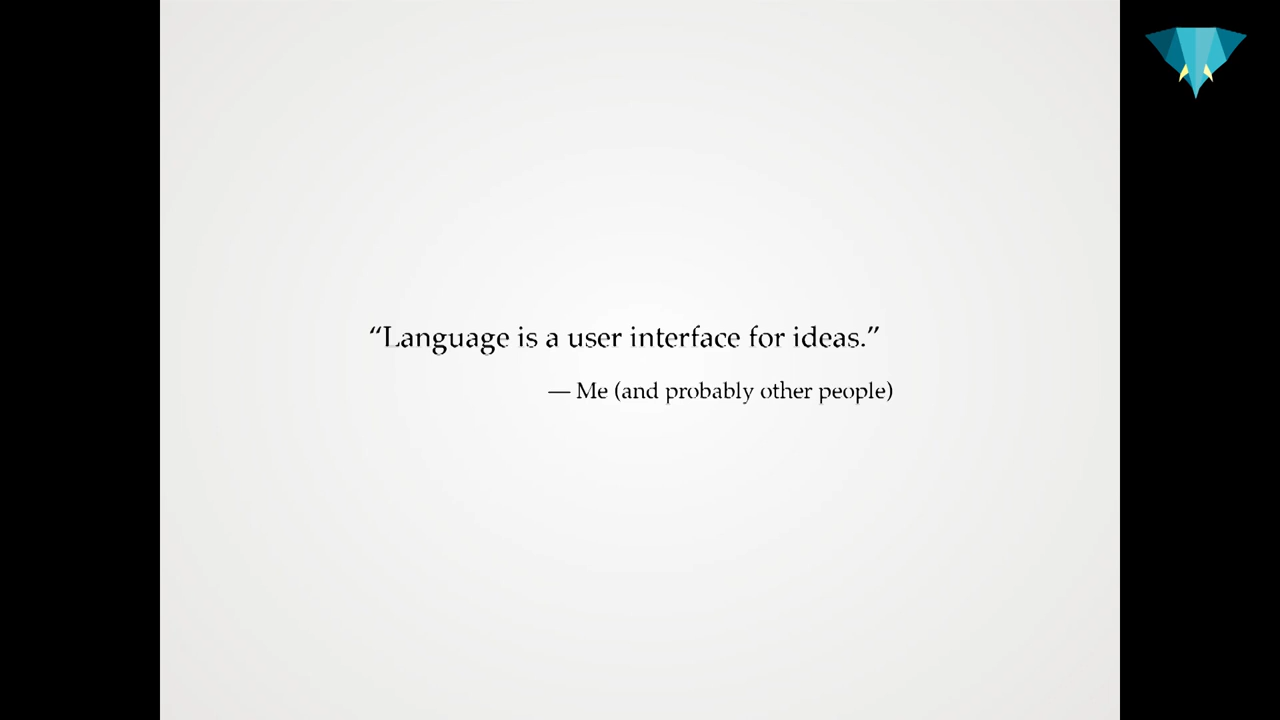 “Language is a user interface for ideas.”
— Me (and probably other people)